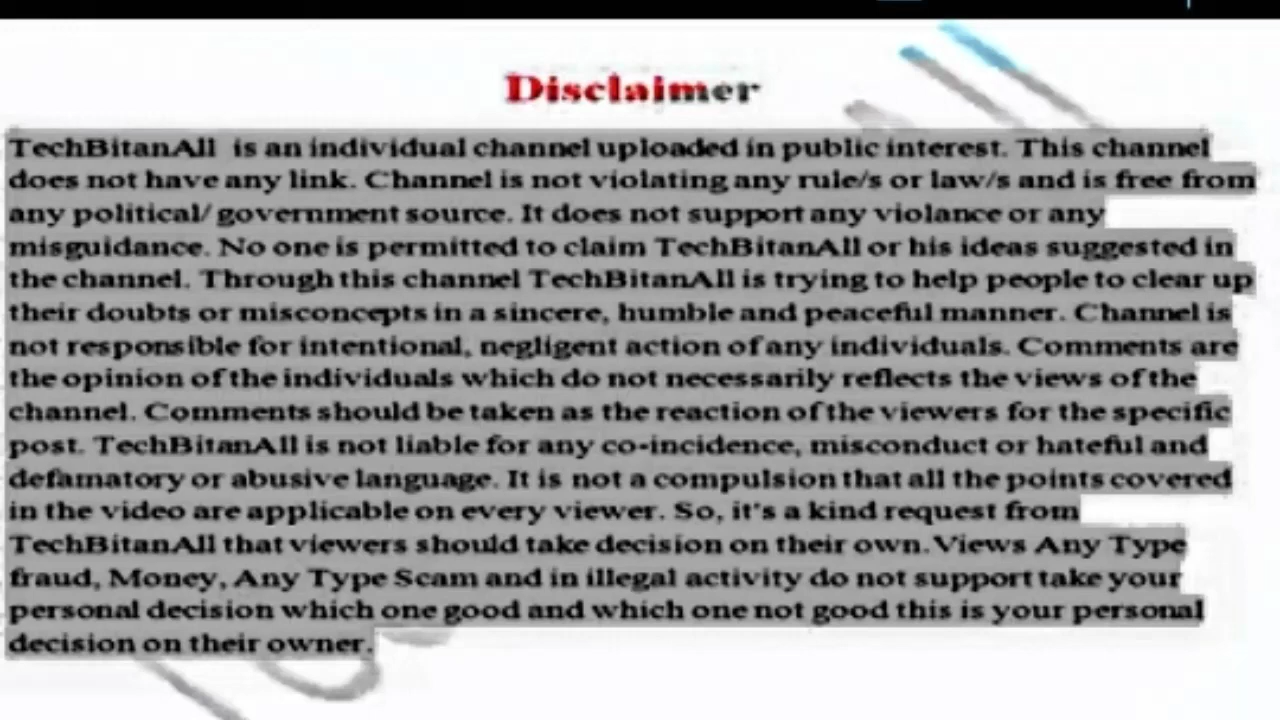 Disclaimer
TechBitanAll is an individual channel uploaded in public interest. This channel
does not have any link. Channel is not violating any rule/s or law/s and is free from
any political/ government source. It does not support any violance or any
misguidance. No one is permitted to claim TechBitanAll or his ideas suggested in
the channel. Through this channel TechBitanAll is trying to help people to clear up
their doubts or misconcepts in a sincere, humble and peaceful manner. Channel is
not responsible for intentional, negligent action of any individuals. Comments are
the opinion of the individuals which do not necessarily reflects the views of the
channel. Comments should be taken as the reaction of the viewers for the specific
post. TechBitanAll is not liable for any co-incidence, misconduct or hateful and
defamatory or abusive language. It is not a compulsion that all the points covered
in the video are applicable on every viewer. So, it's a kind request from
TechBitanAll that viewers should take decision on their own. Views Any Type
fraud, Money, Any Type Scam and in illegal activity do not support take your
personal decision which one good and which one not good this is your personal
decision on their owner.